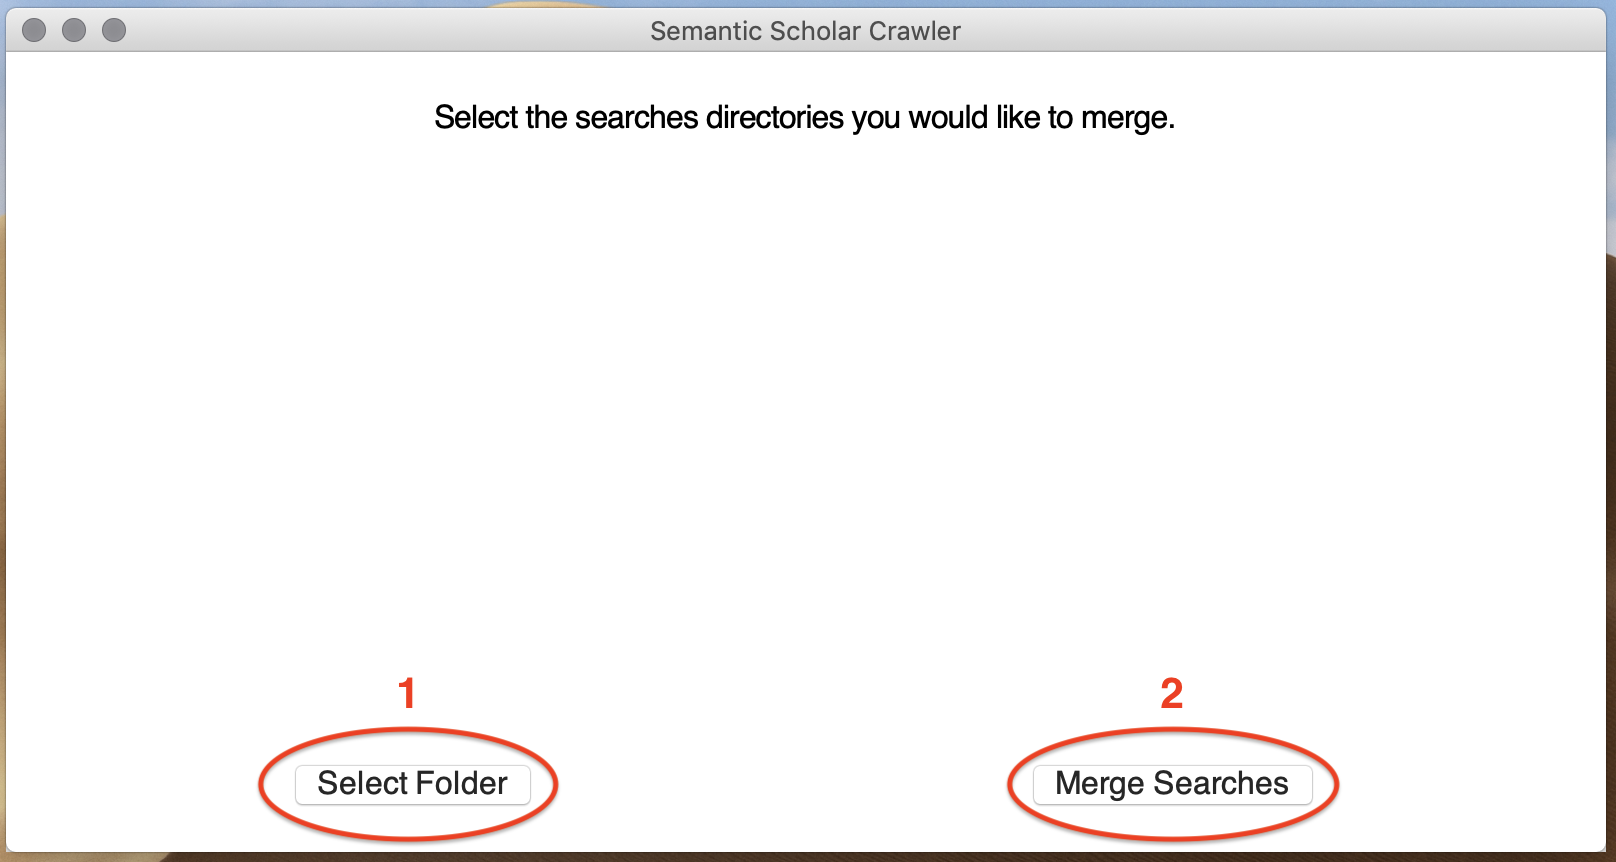 Semantic Scholar Crawler
Select the searches directories you would like to merge.
1
2
Select Folder
Merge Searches